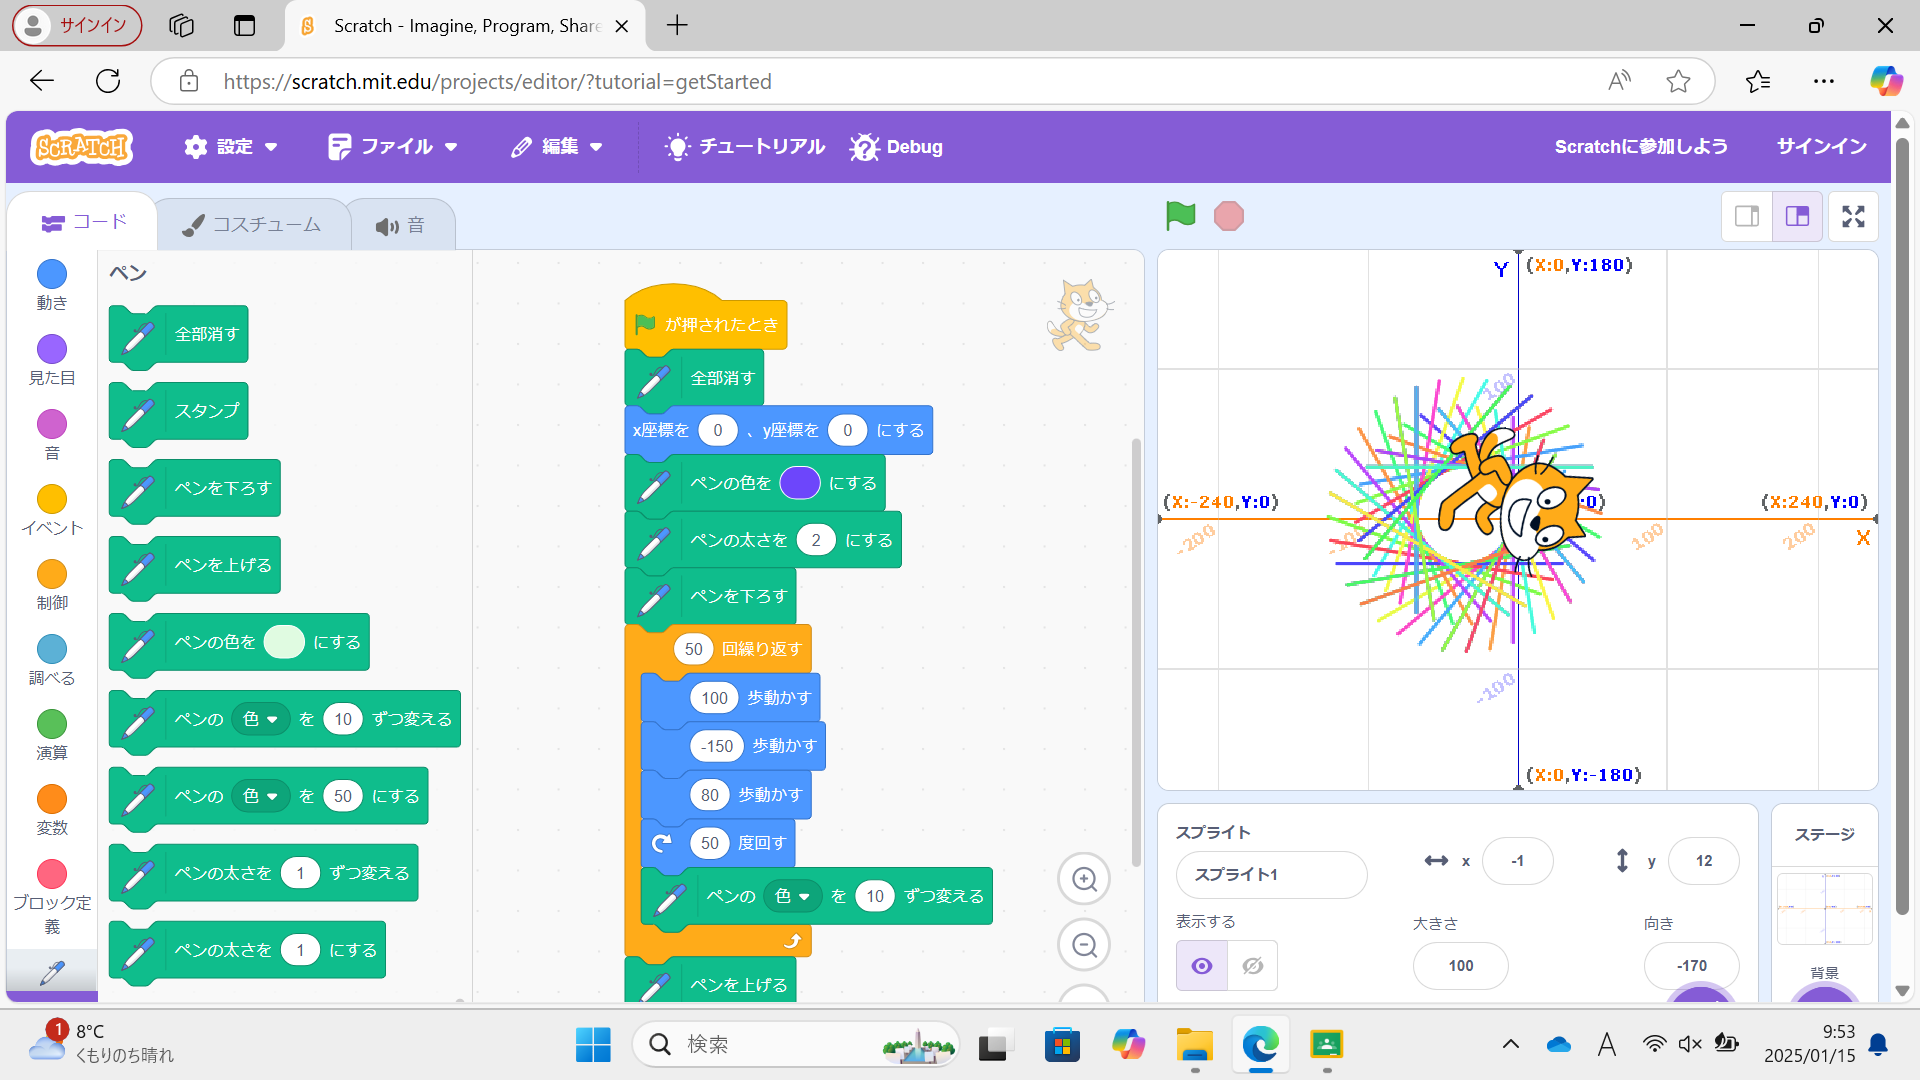 サインイン
Scratch - Imagine, Program, Share
https://scratch.mit.edu/projects/editor/?tutorial=getStarted
SCRATCH
設定
ファイル
編集
チュートリアル
Debug
Scratchに参加しよう
サインイン
コード
コスチューム
音
動き
見た目
音
イベント
制御
調べる
演算
変数
ブロック定
義
ペン
全部消す
スタンプ
ペンを下ろす
ペンを上げる
ペンの色を にする
ペンの 色 を 10 ずつ変える
ペンの 色 を 50 にする
ペンの太さを 1 ずつ変える
ペンの太さを 1 にする
が押されたとき
全部消す
x座標を 0 、y座標を 0 にする
ペンの色を にする
ペンの太さを 2 にする
ペンを下ろす
50 回繰り返す
100 歩動かす
-150 歩動かす
80 歩動かす
50 度回す
ペンの 色 を 10 ずつ変える
ペンを上げる
Y (X:0,Y:180)
100
(X:-240,Y:0)
:0)
(X:240,Y:0)
-200
100
200
X
-100
(X:0,Y:-180)
スプライト
スプライト1
x -1
y 12
表示する
大きさ
100
向き
-170
ステージ
背景
1
8°C
くもりのち晴れ
検索
A
9:53
2025/01/15